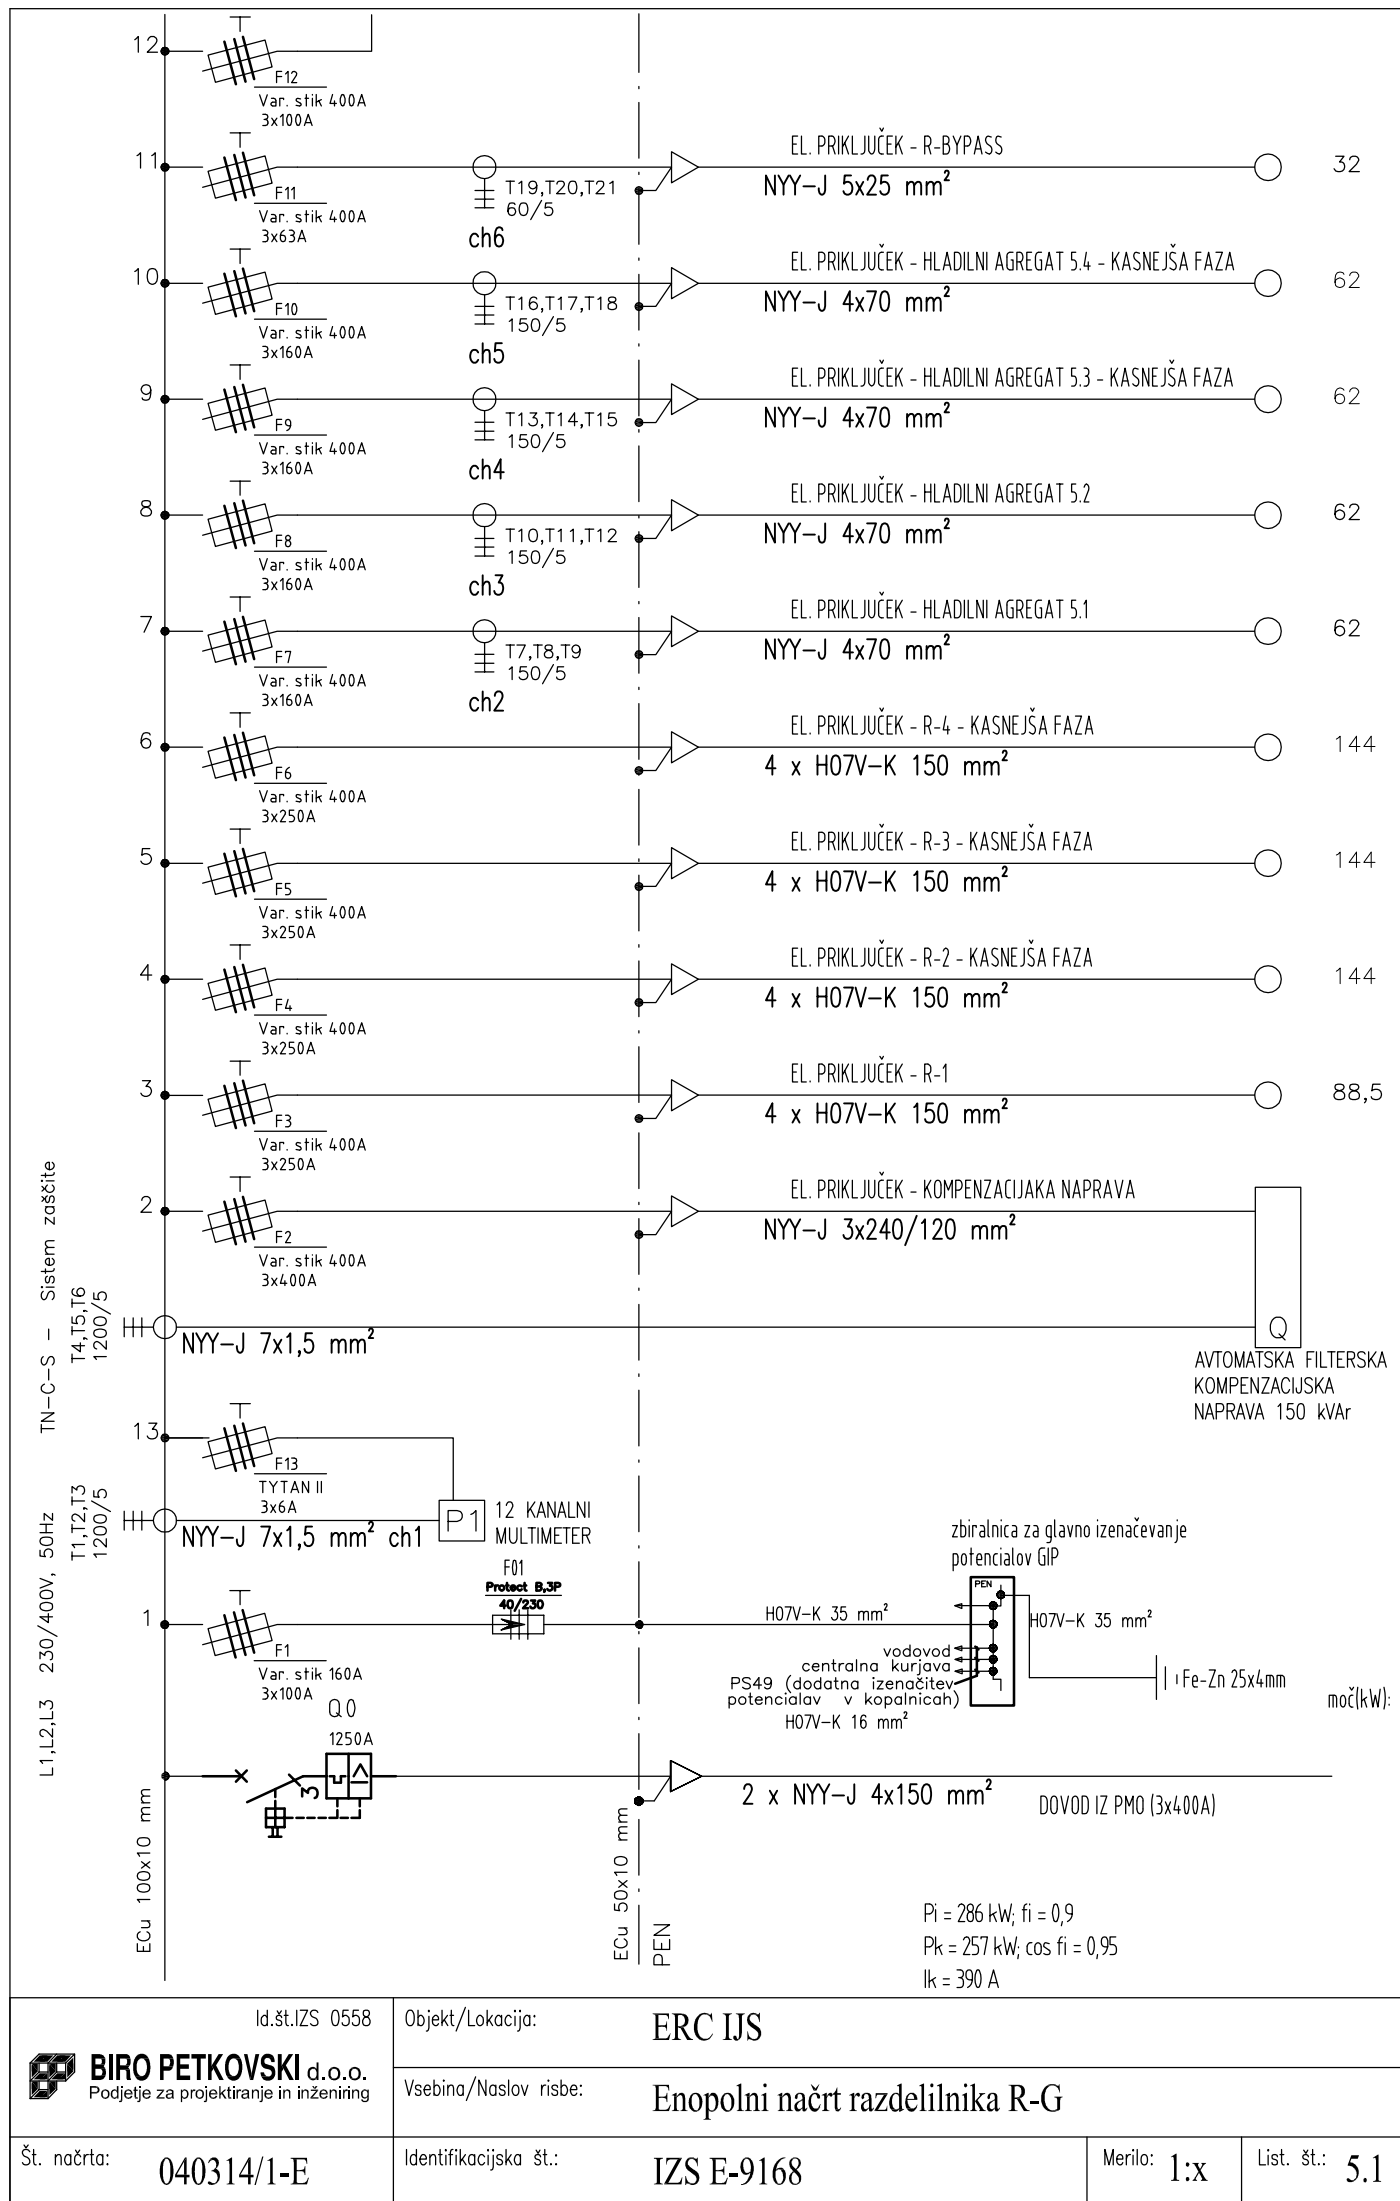 12
F12
Var. stik 400A
3x100A
11
F11
Var. stik 400A
3x63A
T19,T20,T21
60/5
ch6
EL. PRIKLJUČEK - R-BYPASS
NYY-J 5x25 mm²
32
10
F10
Var. stik 400A
3x160A
T16,T17,T18
150/5
ch5
EL. PRIKLJUČEK - HLADILNI AGREGAT 5.4 - KASNEJŠA FAZA
NYY-J 4x70 mm²
62
9
F9
Var. stik 400A
3x160A
T13,T14,T15
150/5
ch4
EL. PRIKLJUČEK - HLADILNI AGREGAT 5.3 - KASNEJŠA FAZA
NYY-J 4x70 mm²
62
8
F8
Var. stik 400A
3x160A
T10,T11,T12
150/5
ch3
EL. PRIKLJUČEK - HLADILNI AGREGAT 5.2
NYY-J 4x70 mm²
62
7
F7
Var. stik 400A
3x160A
T7,T8,T9
150/5
ch2
EL. PRIKLJUČEK - HLADILNI AGREGAT 5.1
NYY-J 4x70 mm²
62
6
F6
Var. stik 400A
3x250A
EL. PRIKLJUČEK - R-4 - KASNEJŠA FAZA
4 x H07V-K 150 mm²
144
5
F5
Var. stik 400A
3x250A
EL. PRIKLJUČEK - R-3 - KASNEJŠA FAZA
4 x H07V-K 150 mm²
144
4
F4
Var. stik 400A
3x250A
EL. PRIKLJUČEK - R-2 - KASNEJŠA FAZA
4 x H07V-K 150 mm²
144
3
F3
Var. stik 400A
3x250A
EL. PRIKLJUČEK - R-1
4 x H07V-K 150 mm²
88,5
2
F2
Var. stik 400A
3x400A
EL. PRIKLJUČEK - KOMPENZACIJAKA NAPRAVA
NYY-J 3x240/120 mm²
Q
AVTOMATSKA FILTERSKA
KOMPENZACIJSKA
NAPRAVA 150 kVAr
T4,T5,T6
1200/5
NYY-J 7x1,5 mm²
13
F13
TYTAN II
3x6A
T1,T2,T3
1200/5
NYY-J 7x1,5 mm² ch1
P1
12 KANALNI
MULTIMETER
L1,L2,L3 230/400V, 50Hz TN-C-S - Sistem zaščite
1
F1
Var. stik 160A
3x100A
F01
Protect B,3P
40/230
H07V-K 35 mm²
zbiralnica za glavno izenačevanje
potencialov GIP
PEN
H07V-K 35 mm²
vodovod
centralna kurjava
PS49 (dodatna izenačitev
potencialav v kopalnicah)
H07V-K 16 mm²
Fe-Zn 25x4mm
moč(kW):
Q0
1250A
3
2 x NYY-J 4x150 mm²
DOVOD IZ PMO (3x400A)
ECu 100x10 mm
ECu 50x10 mm
PEN
Pi = 286 kW; fi = 0,9
Pk = 257 kW; cos fi = 0,95
Ik = 390 A
Id.št.IZS 0558
BIRO PETKOVSKI d.o.o.
Podjetje za projektiranje in inženiring
Objekt/Lokacija: ERC IJS
Vsebina/Naslov risbe: Enopolni načrt razdelilnika R-G
Št. načrta: 040314/1-E
Identifikacijska št.: IZS E-9168
Merilo: 1:x
List. št.: 5.1